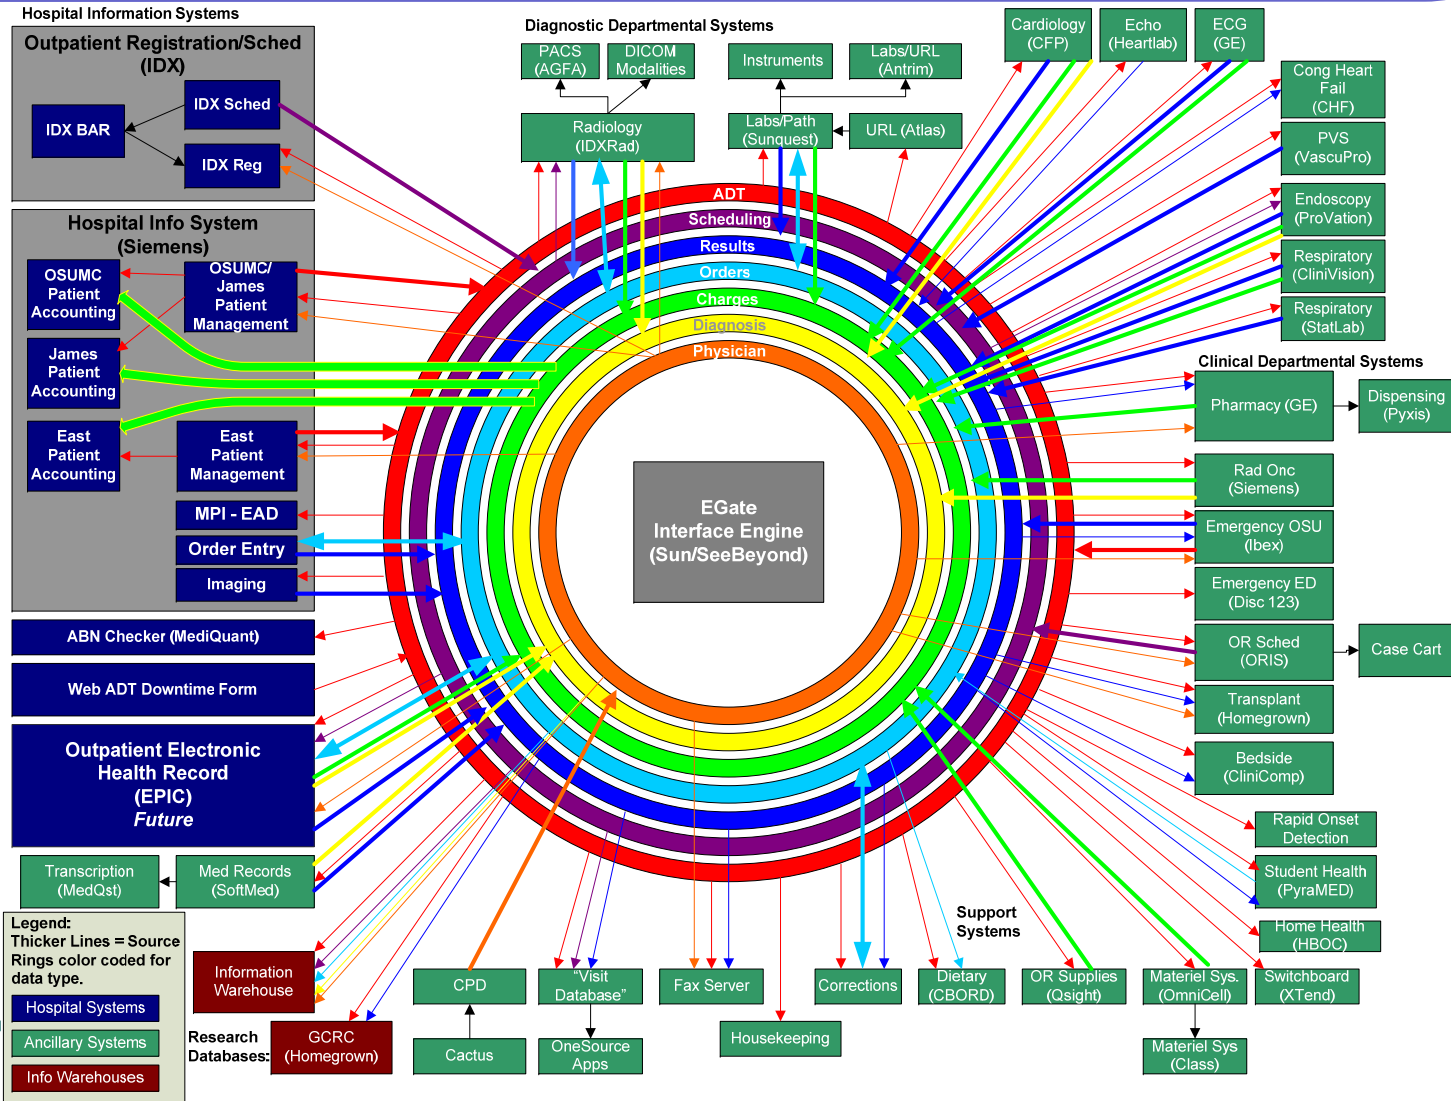 Hospital Information Systems
Outpatient Registration/Sched
(IDX)
IDX Sched
IDX BAR
IDX Reg
Hospital Info System
(Siemens)
OSUMC
Patient
Accounting
OSUMC/
James
Patient
Management
James
Patient
Accounting
East
Patient
Accounting
East
Patient
Management
MPI - EAD
Order Entry
Imaging
ABN Checker (MediQuant)
Web ADT Downtime Form
Outpatient Electronic
Health Record
(EPIC)
Future
Transcription
(MedQst)
Med Records
(SoftMed)
Legend:
Thicker Lines = Source
Rings color coded for
data type.
Hospital Systems
Ancillary Systems
Info Warehouses
Information
Warehouse
Research
Databases:
GCRC
(Homegrown)
Diagnostic Departmental Systems
PACS
(AGFA)
DICOM
Modalities
Radiology
(IDXRad)
Instruments
Labs/URL
(Antrim)
Labs/Path
(Sunquest)
URL (Atlas)
ADT
Scheduling
Results
Orders
Charges
Diagnosis
Physician
EGate
Interface Engine
(Sun/SeeBeyond)
Cardiology
(CFP)
Echo
(Heartlab)
ECG
(GE)
Cong Heart
Fail
(CHF)
PVS
(VascuPro)
Endoscopy
(ProVation)
Respiratory
(CliniVision)
Respiratory
(StatLab)
Clinical Departmental Systems
Pharmacy (GE)
Dispensing
(Pyxis)
Rad Onc
(Siemens)
Emergency OSU
(Ibex)
Emergency ED
(Disc 123)
OR Sched
(ORIS)
Case Cart
Transplant
(Homegrown)
Bedside
(CliniComp)
Rapid Onset
Detection
Student Health
(PyraMED)
Home Health
(HBOC)
Support
Systems
CPD
Cactus
"Visit
Database"
OneSource
Apps
Fax Server
Housekeeping
Corrections
Dietary
(CBORD)
OR Supplies
(Qsight)
Materiel Sys.
(OmniCell)
Materiel Sys
(Class)
Switchboard
(XTend)